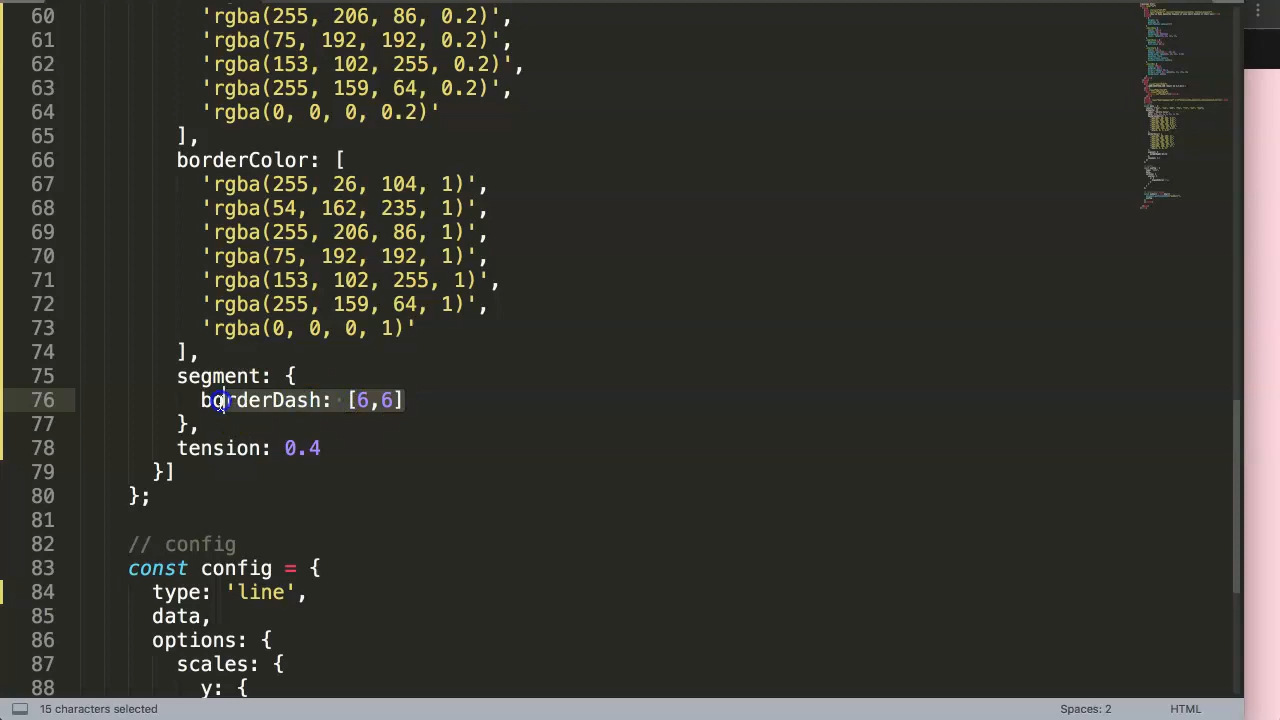 60 'rgba(255, 206, 86, 0.2)',
61 'rgba(75, 192, 192, 0.2)',
62 'rgba(153, 102, 255, 0.2)',
63 'rgba(255, 159, 64, 0.2)',
64 'rgba(0, 0, 0, 0.2)'
65 ],
66 borderColor: [
67 'rgba(255, 26, 104, 1)',
68 'rgba(54, 162, 235, 1)',
69 'rgba(255, 206, 86, 1)',
70 'rgba(75, 192, 192, 1)',
71 'rgba(153, 102, 255, 1)',
72 'rgba(255, 159, 64, 1)',
73 'rgba(0, 0, 0, 1)'
74 ],
75 segment: {
76 borderDash: [6,6]
77 },
78 tension: 0.4
79 }]
80 };
81
82 // config
83 const config = {
84 type: 'line',
85 data,
86 options: {
87 scales: {
88 y: {
15 characters selected Spaces: 2 HTML